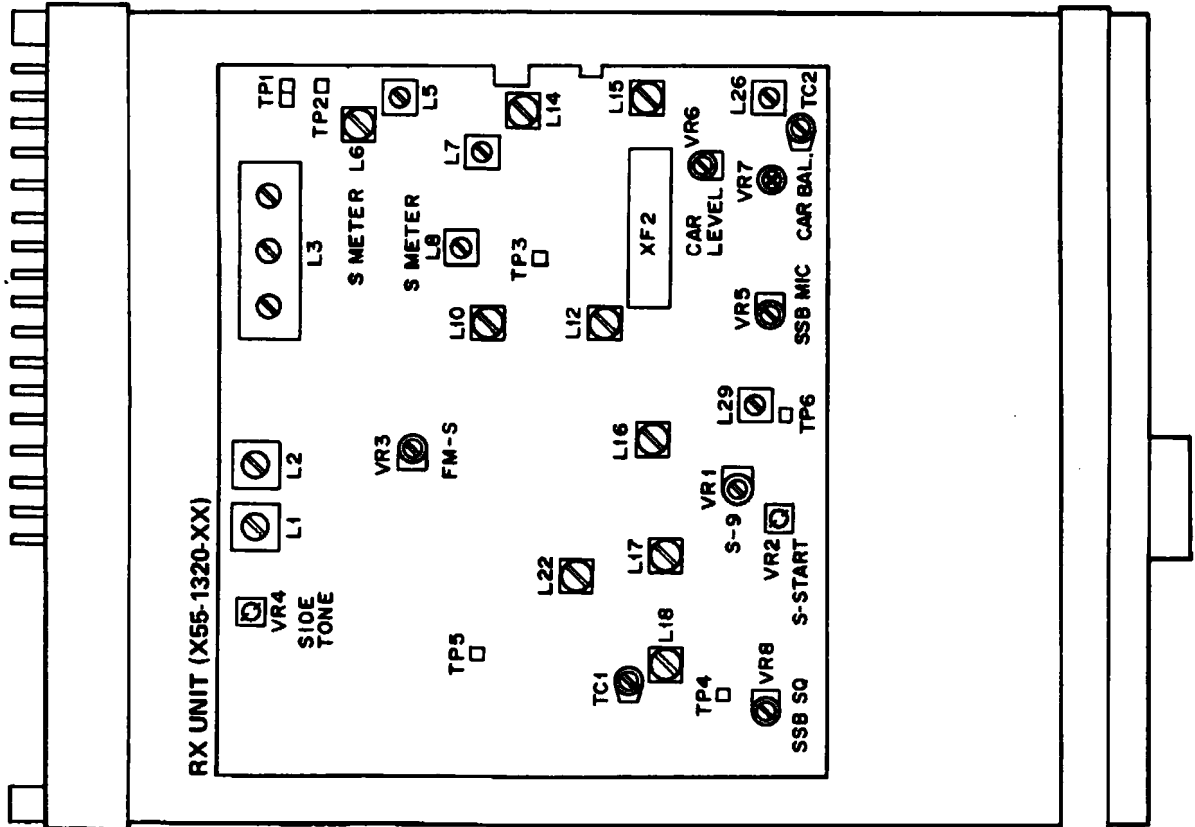 RX UNIT (X55-1320-XX)
VR4
SIDE
TONE
L1
L2
L3
TP1
TP2
S METER L6
L5
S METER
L8
L7
L14
VR3
FM-S
L10
TP3
TP5
L22
L12
L15
XF2
CAR
LEVEL
VR6
TC1
L18
L17
L16
TP4
S-9
VR1
L29
TP6
L26
TC2
VR7
CAR BAL.
VR5
SSB MIC
VR2
S-START
VR8
SSB SQ